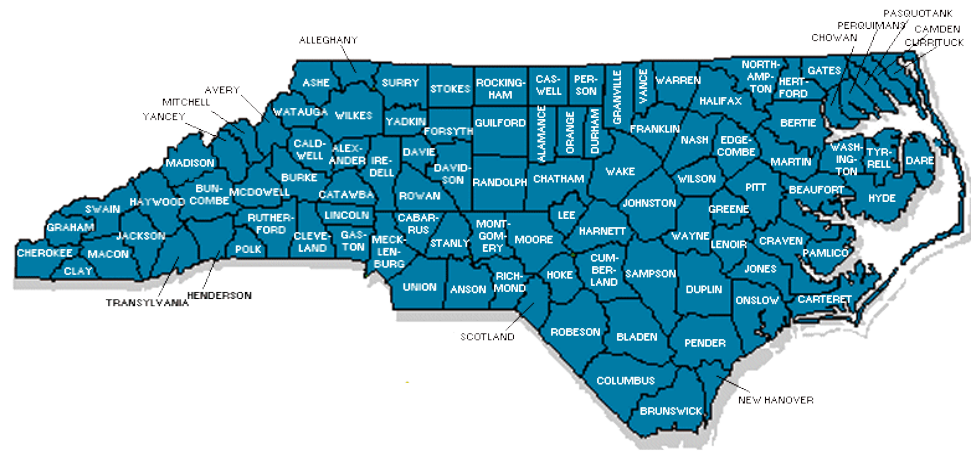 PASQUOTANK
PERQUIMANS
CAMDEN
CHOWAN
CURRITUCK
ALLEGHANY
ASHE
SURRY
STOKES
ROCKING-
HAM
CAS-
WELL
PER-
SON
GRANVILLE
VANCE
WARREN
NORTH-
AMP-
TON
HERT-
FORD
GATES
AVERY
MITCHELL
YANCEY
WATAUGA
WILKES
YADKIN
FORSYTH
GUILFORD
ALAMANCE
ORANGE
DURHAM
FRANKLIN
HALIFAX
NASH
EDGE-
COMBE
BERTIE
MARTIN
WASH-
ING-
TON
TYR-
RELL
DARE
MADISON
CALD-
WELL
ALEX-
ANDER
IRE-
DELL
DAVIE
DAVID-
SON
RANDOLPH
CHATHAM
WAKE
WILSON
PITT
BEAUFORT
HYDE
SWAIN
HAYWOOD
BUN-
COMBE
MCDOWELL
BURKE
CATAWBA
ROWAN
JOHNSTON
GREENE
GRAHAM
JACKSON
RUTHER-
FORD
LINCOLN
CABAR-
RUS
MONT-
GOM-
ERY
LEE
HARNETT
WAYNE
LENOIR
CRAVEN
PAMLICO
CHEROKEE
CLAY
MACON
POLK
CLEVE-
LAND
GAS-
TON
MECK-
LEN-
BURG
STANLY
MOORE
CUM-
BER-
LAND
SAMPSON
JONES
TRANSYLVANIA
HENDERSON
UNION
ANSON
RICH-
MOND
HOKE
DUPLIN
ONSLOW
CARTERET
SCOTLAND
ROBESON
BLADEN
PENDER
COLUMBUS
BRUNSWICK
NEW HANOVER